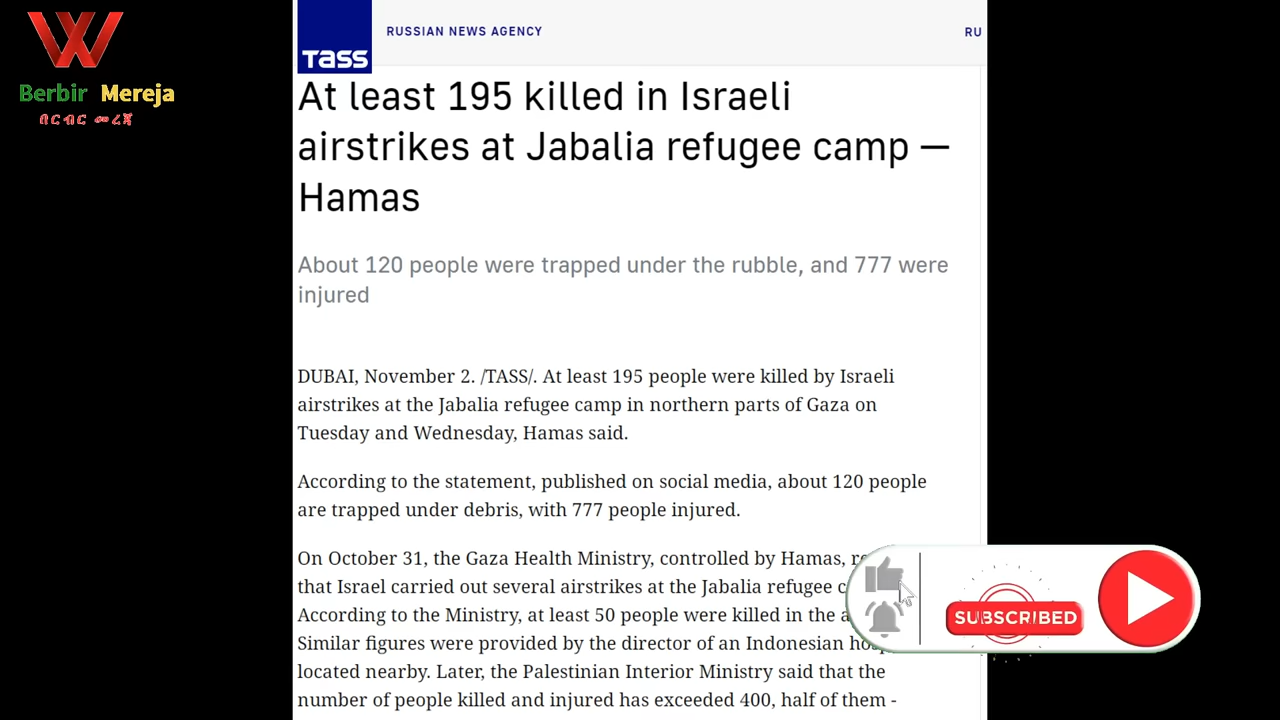 Berbir Mereja
በርብር መረጃ
TASS
RUSSIAN NEWS AGENCY
RU
At least 195 killed in Israeli
airstrikes at Jabalia refugee camp —
Hamas
About 120 people were trapped under the rubble, and 777 were
injured
DUBAI, November 2. /TASS/. At least 195 people were killed by Israeli
airstrikes at the Jabalia refugee camp in northern parts of Gaza on
Tuesday and Wednesday, Hamas said.
According to the statement, published on social media, about 120 people
are trapped under debris, with 777 people injured.
On October 31, the Gaza Health Ministry, controlled by Hamas,
that Israel carried out several airstrikes at the Jabalia refugee
According to the Ministry, at least 50 people were killed in the
Similar figures were provided by the director of an Indonesian
located nearby. Later, the Palestinian Interior Ministry said that the
number of people killed and injured has exceeded 400, half of them -
SUBSCRIBED